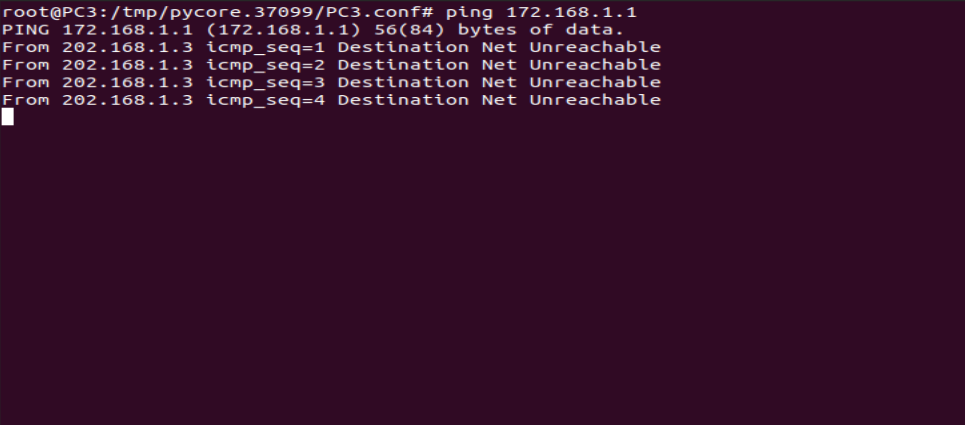 root@PC3:/tmp/pycore.37099/PC3.conf# ping 172.168.1.1
PING 172.168.1.1 (172.168.1.1) 56(84) bytes of data.
From 202.168.1.3 icmp_seq=1 Destination Net Unreachable
From 202.168.1.3 icmp_seq=2 Destination Net Unreachable
From 202.168.1.3 icmp_seq=3 Destination Net Unreachable
From 202.168.1.3 icmp_seq=4 Destination Net Unreachable